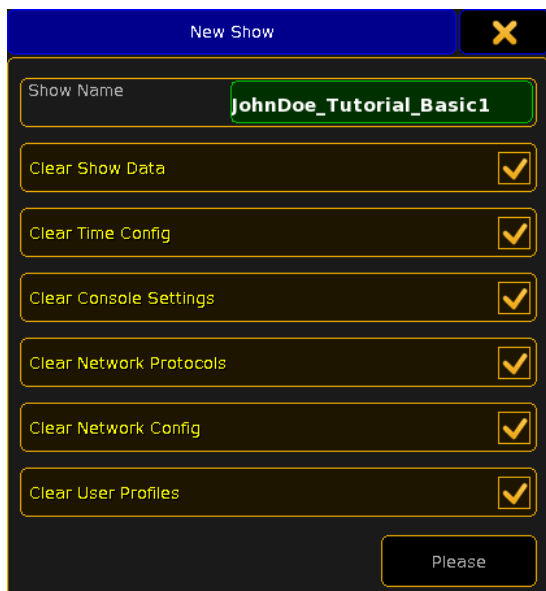 New Show
Show Name
JohnDoe_Tutorial_Basic1
Clear Show Data
Clear Time Config
Clear Console Settings
Clear Network Protocols
Clear Network Config
Clear User Profiles
Please